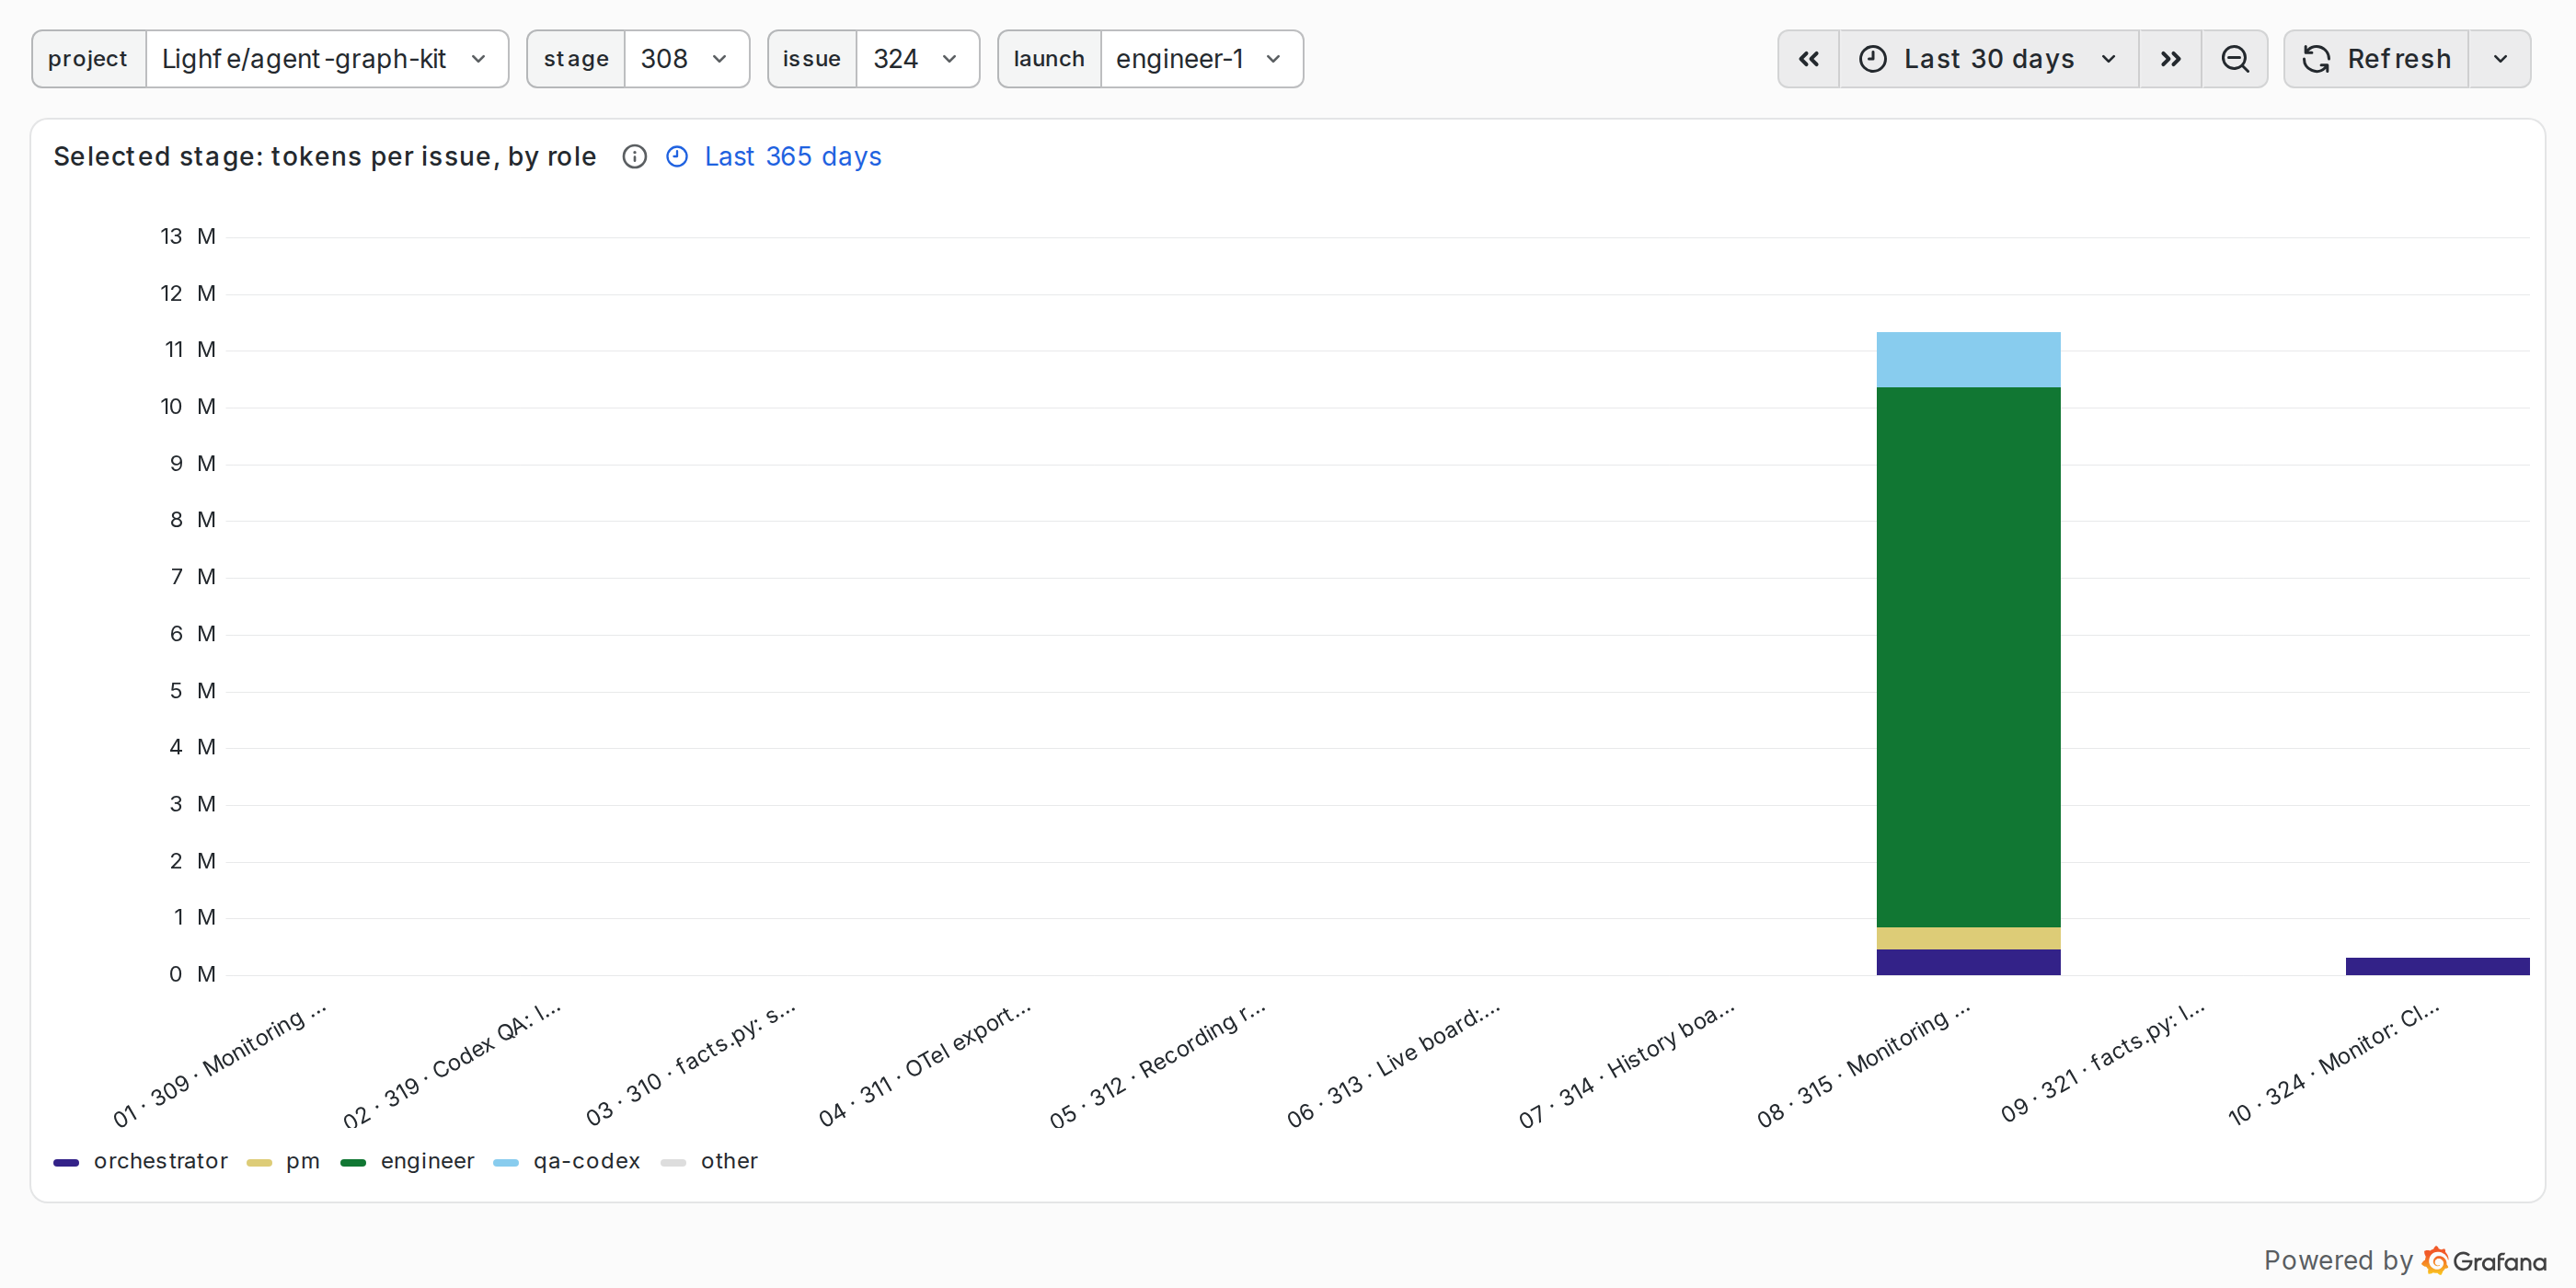 project Lighfe/agent-graph-kit stage 308 issue 324 launch engineer-1 Last 30 days Refresh
Selected stage: tokens per issue, by role Last 365 days
13 M
12 M
11 M
10 M
9 M
8 M
7 M
6 M
5 M
4 M
3 M
2 M
1 M
0 M
01 · 309 · Monitoring ...
02 · 319 · Codex QA: l...
03 · 310 · facts.py: s...
04 · 311 · OTel export...
05 · 312 · Recording r...
06 · 313 · Live board:...
07 · 314 · History boa...
08 · 315 · Monitoring ...
09 · 321 · facts.py: l...
10 · 324 · Monitor: Cl...
orchestrator pm engineer qa-codex other
Powered by Grafana